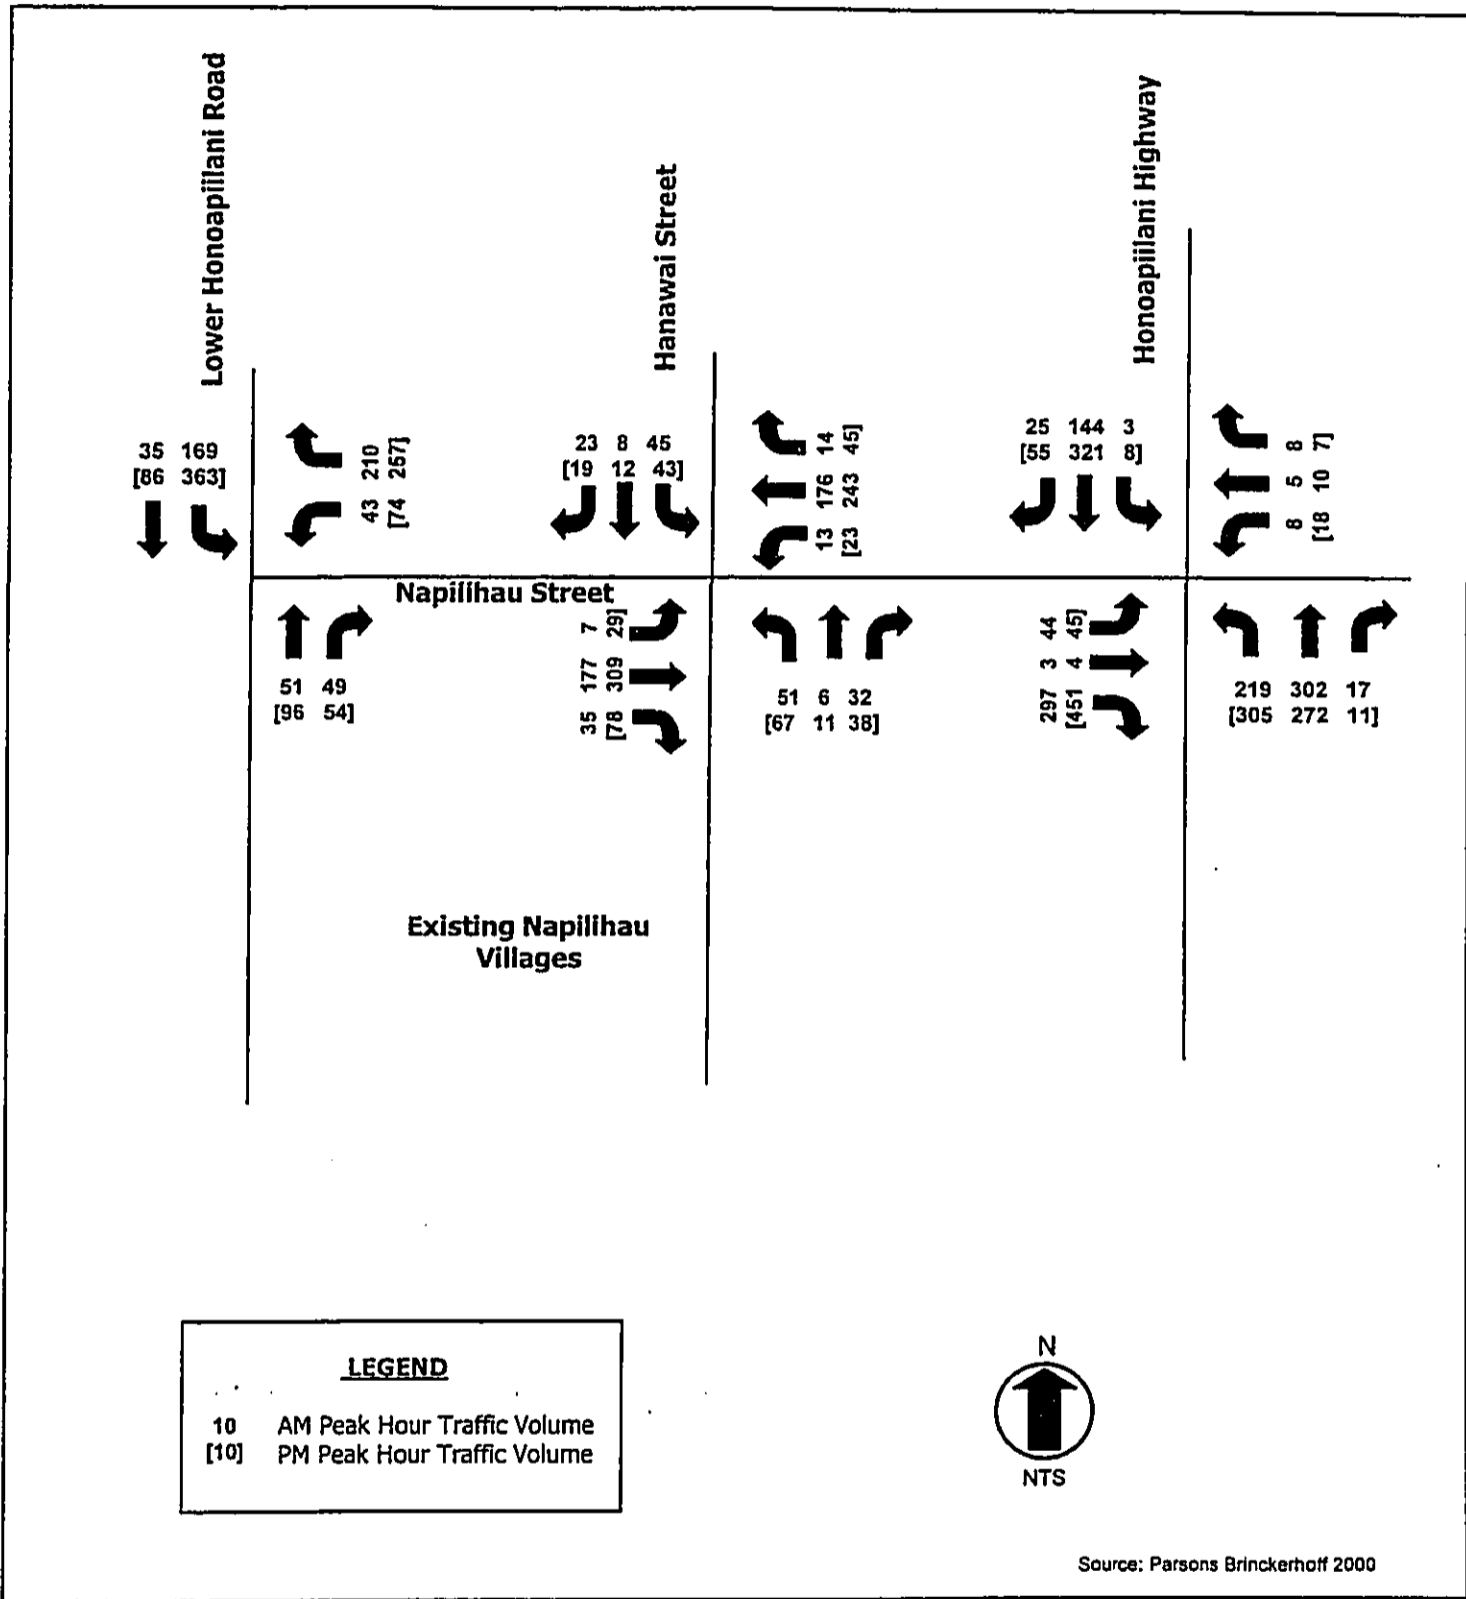 Lower Honoapiilani Road
Hanawai Street
Honoapiilani Highway
35 169
[86 363]
43 210
[74 257]
23 8 45
[19 12 43]
13 176 14
[23 243 45]
25 144 3
[55 321 8]
8 5 8
[18 10 7]
Napilihau Street
51 49
[96 54]
35 177 7
[78 309 29]
51 6 32
[67 11 38]
297 3 44
[451 4 45]
219 302 17
[305 272 11]
Existing Napilihau
Villages
LEGEND
10 AM Peak Hour Traffic Volume
[10] PM Peak Hour Traffic Volume
N
NTS
Source: Parsons Brinckerhoff 2000